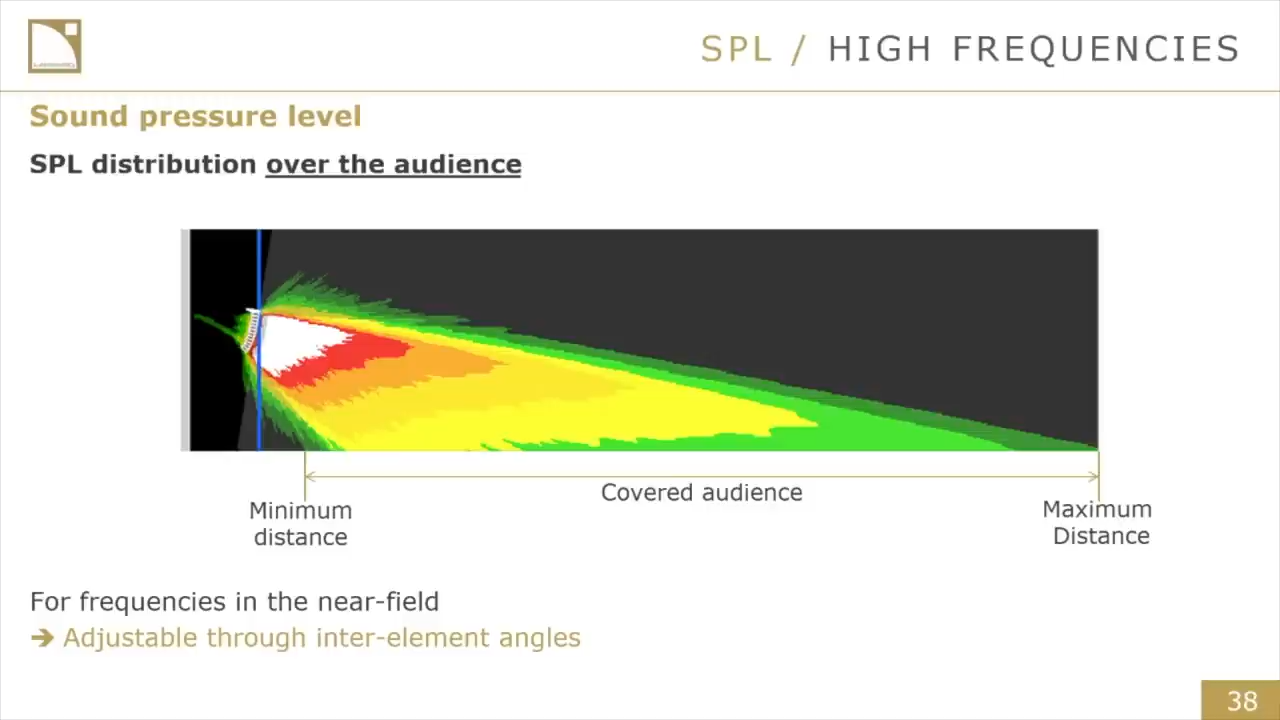 SPL / HIGH FREQUENCIES
Sound pressure level
SPL distribution over the audience
Covered audience
Minimum
distance
Maximum
Distance
For frequencies in the near-field
➔ Adjustable through inter-element angles
38